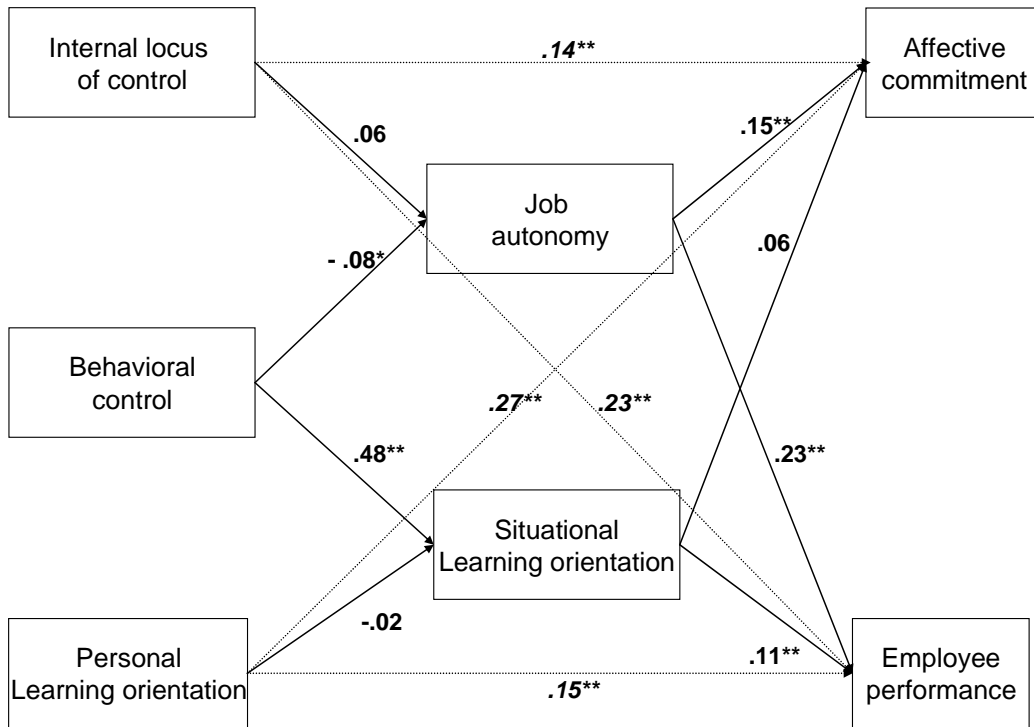 Internal locus
of control
.14**
Affective
commitment
.06
.15**
Job
autonomy
- .08*
.06
Behavioral
control
.27**
.23**
.48**
.23**
Situational
Learning orientation
-.02
Personal
Learning orientation
.11**
.15**
Employee
performance